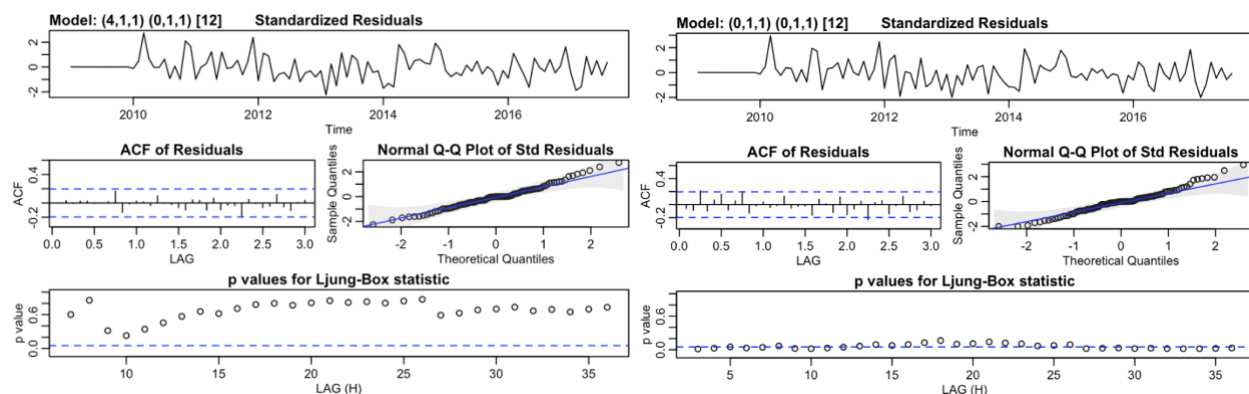 Model: (4,1,1) (0,1,1) [12] Standardized Residuals
2
0
-2
2010 2012 2014 2016
Time
ACF of Residuals
ACF
0.4
-0.2
0.0 0.5 1.0 1.5 2.0 2.5 3.0
LAG
Normal Q-Q Plot of Std Residuals
Sample Quantiles
2
0
-2
-2 -1 0 1 2
Theoretical Quantiles
p values for Ljung-Box statistic
p value
0.6
0.0
10 15 20 25 30 35
LAG (H)
Model: (0,1,1) (0,1,1) [12] Standardized Residuals
2
0
-2
2010 2012 2014 2016
Time
ACF of Residuals
ACF
0.4
-0.2
0.0 0.5 1.0 1.5 2.0 2.5 3.0
LAG
Normal Q-Q Plot of Std Residuals
Sample Quantiles
2
0
-2
-2 -1 0 1 2
Theoretical Quantiles
p values for Ljung-Box statistic
p value
0.6
0.0
5 10 15 20 25 30 35
LAG (H)